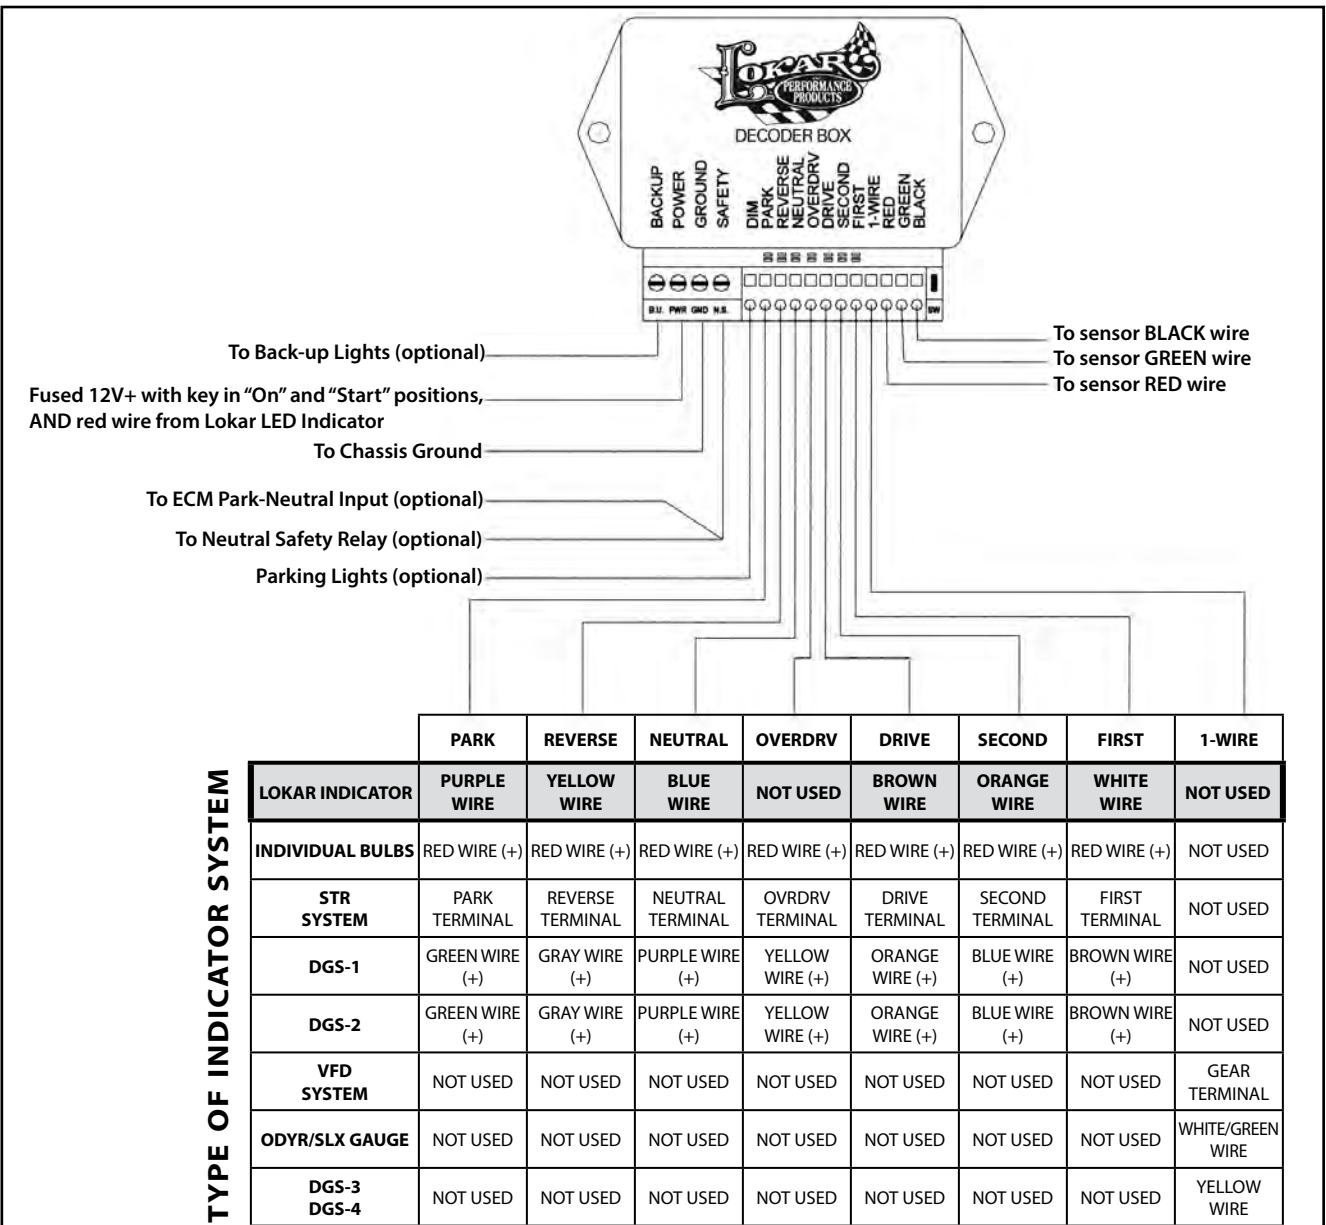 LOKAR
PERFORMANCE
PRODUCTS
DECODER BOX
BACKUP
POWER
GROUND
SAFETY
DIM
PARK
REVERSE
NEUTRAL
OVERDRV
DRIVE
SECOND
FIRST
1-WIRE
RED
GREEN
BLACK
B.U. PWR GND N.S. SW
To Back-up Lights (optional)
Fused 12V+ with key in “On” and “Start” positions,
AND red wire from Lokar LED Indicator
To Chassis Ground
To ECM Park-Neutral Input (optional)
To Neutral Safety Relay (optional)
Parking Lights (optional)
To sensor BLACK wire
To sensor GREEN wire
To sensor RED wire
TYPE OF INDICATOR SYSTEM
PARK REVERSE NEUTRAL OVERDRV DRIVE SECOND FIRST 1-WIRE
LOKAR INDICATOR PURPLE WIRE YELLOW WIRE BLUE WIRE NOT USED BROWN WIRE ORANGE WIRE WHITE WIRE NOT USED
INDIVIDUAL BULBS RED WIRE (+) RED WIRE (+) RED WIRE (+) RED WIRE (+) RED WIRE (+) RED WIRE (+) RED WIRE (+) NOT USED
STR SYSTEM PARK TERMINAL REVERSE TERMINAL NEUTRAL TERMINAL OVRDRV TERMINAL DRIVE TERMINAL SECOND TERMINAL FIRST TERMINAL NOT USED
DGS-1 GREEN WIRE (+) GRAY WIRE (+) PURPLE WIRE (+) YELLOW WIRE (+) ORANGE WIRE (+) BLUE WIRE (+) BROWN WIRE (+) NOT USED
DGS-2 GREEN WIRE (+) GRAY WIRE (+) PURPLE WIRE (+) YELLOW WIRE (+) ORANGE WIRE (+) BLUE WIRE (+) BROWN WIRE (+) NOT USED
VFD SYSTEM NOT USED NOT USED NOT USED NOT USED NOT USED NOT USED NOT USED GEAR TERMINAL
ODYR/SLX GAUGE NOT USED NOT USED NOT USED NOT USED NOT USED NOT USED NOT USED WHITE/GREEN WIRE
DGS-3 DGS-4 NOT USED NOT USED NOT USED NOT USED NOT USED NOT USED NOT USED YELLOW WIRE